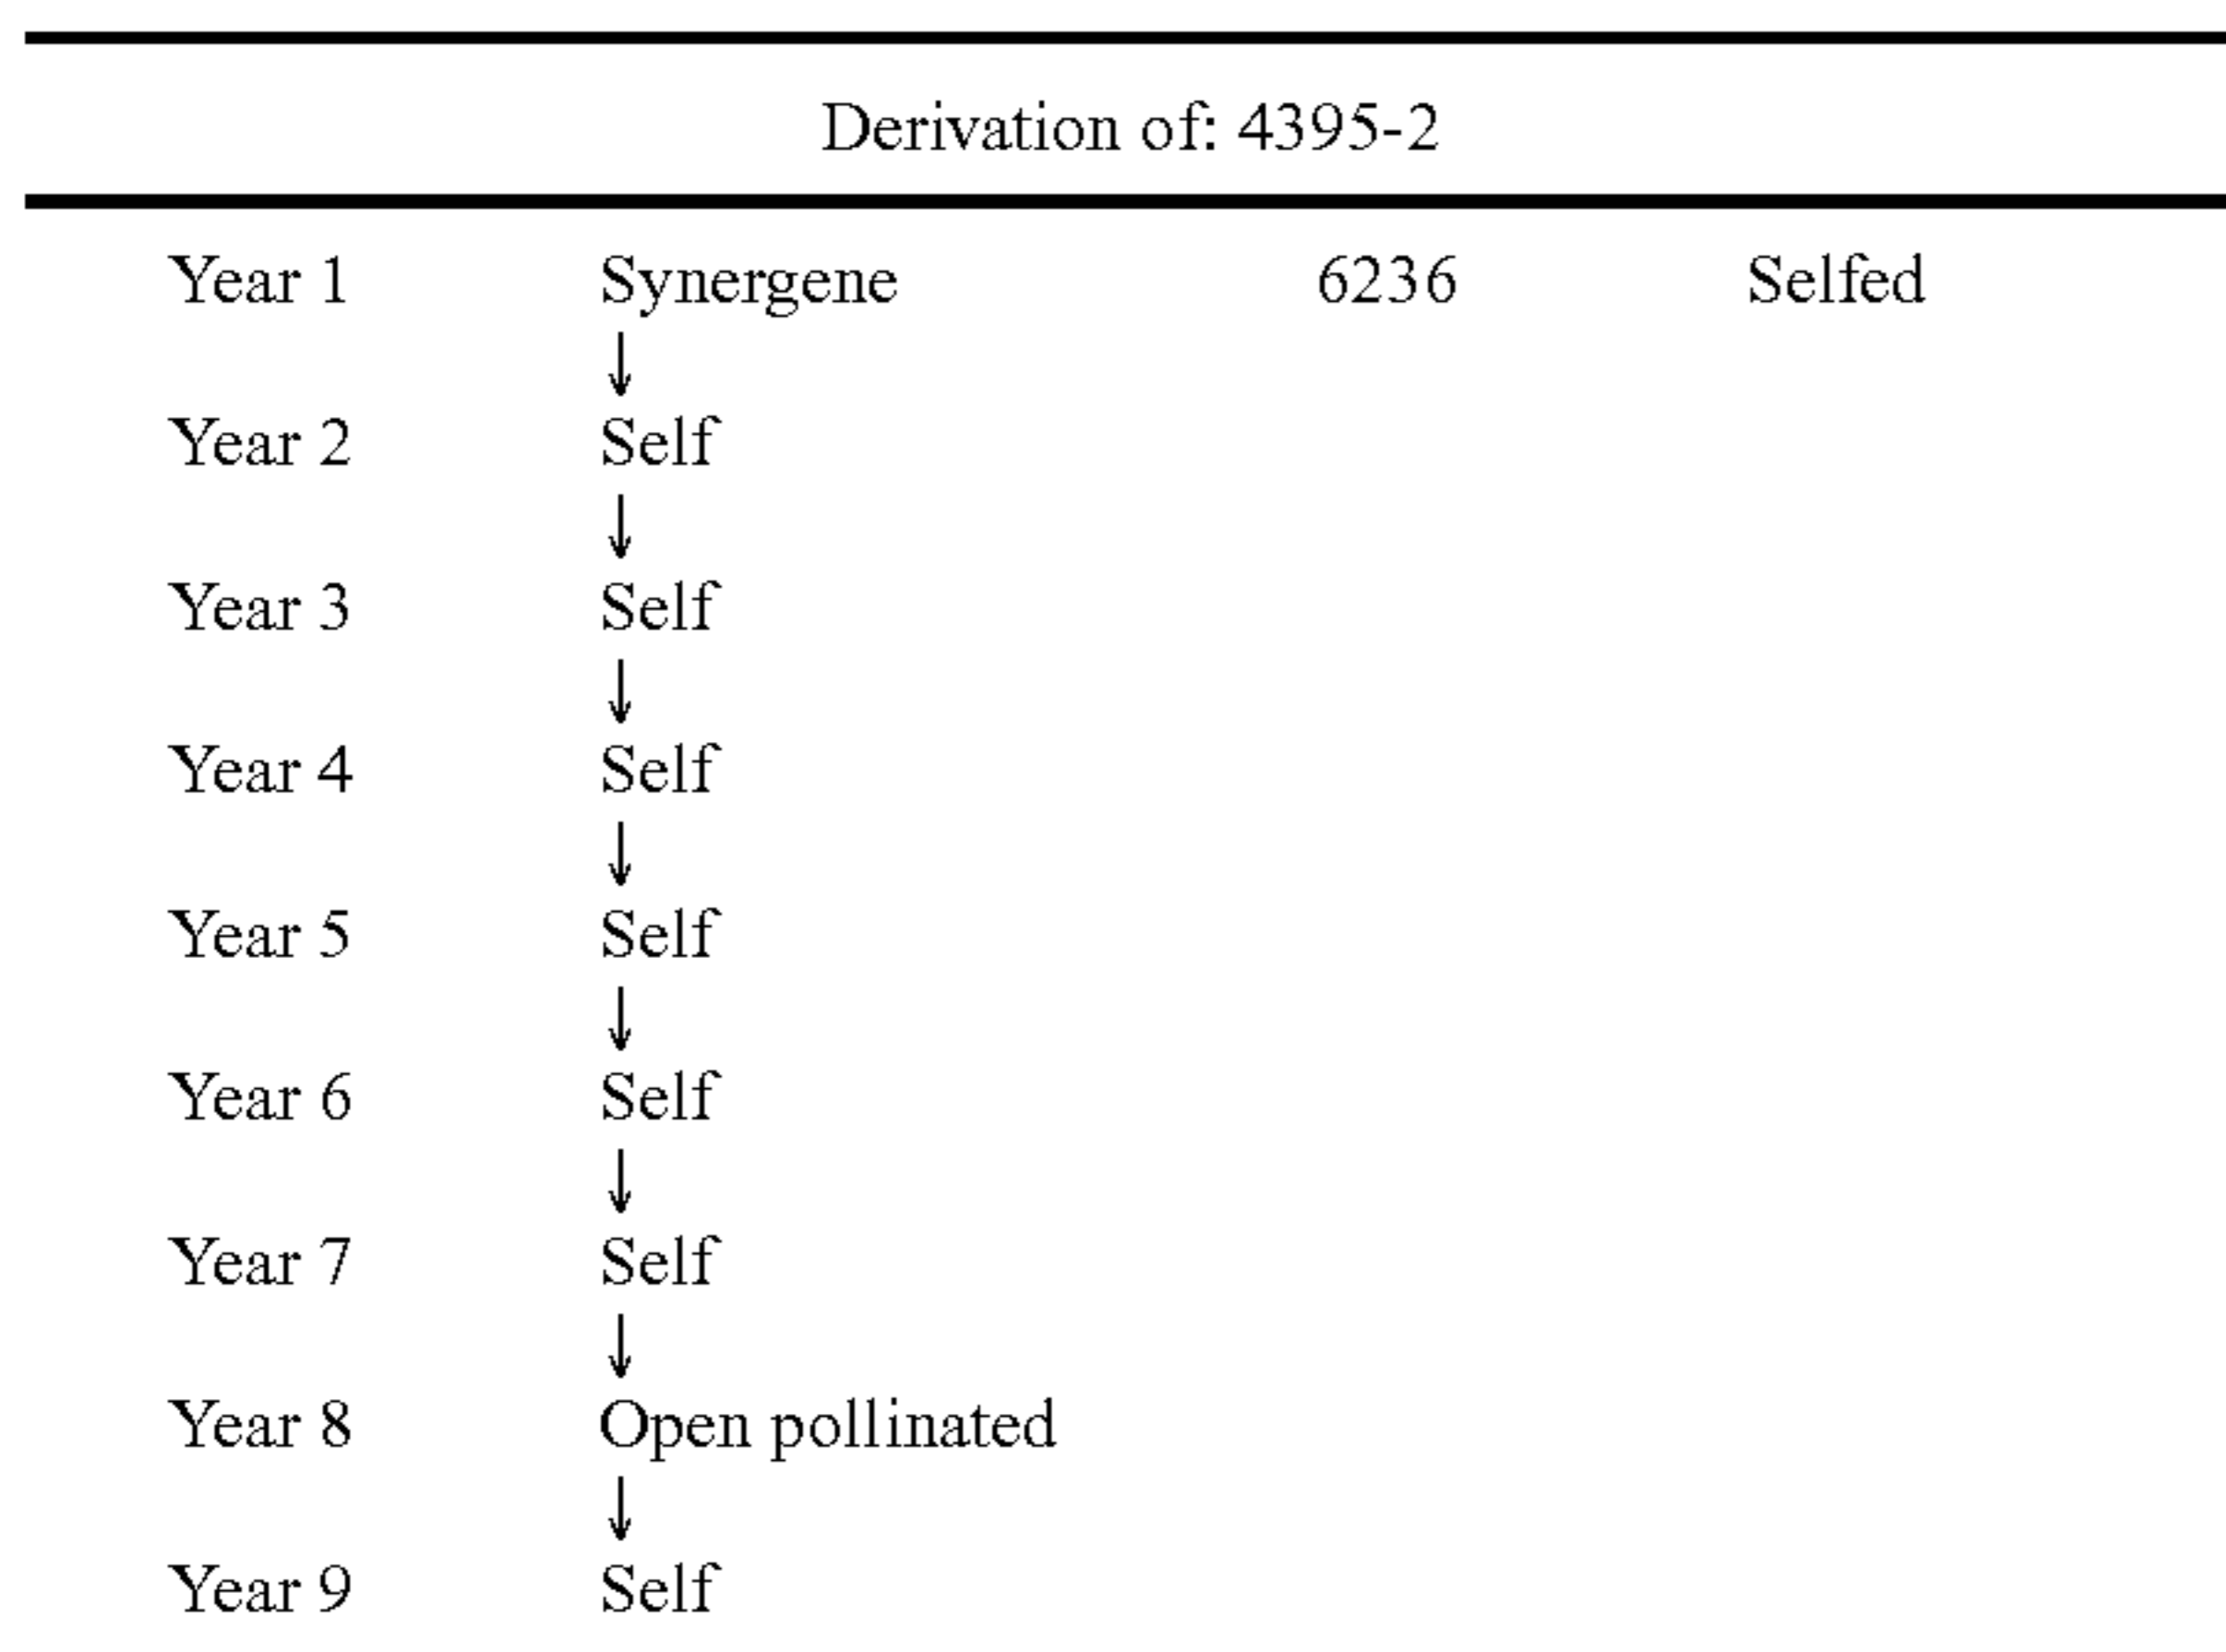 Derivation of: 4395-2
Year 1 Synergene 6236 Selfed
↓
Year 2 Self
↓
Year 3 Self
↓
Year 4 Self
↓
Year 5 Self
↓
Year 6 Self
↓
Year 7 Self
↓
Year 8 Open pollinated
↓
Year 9 Self